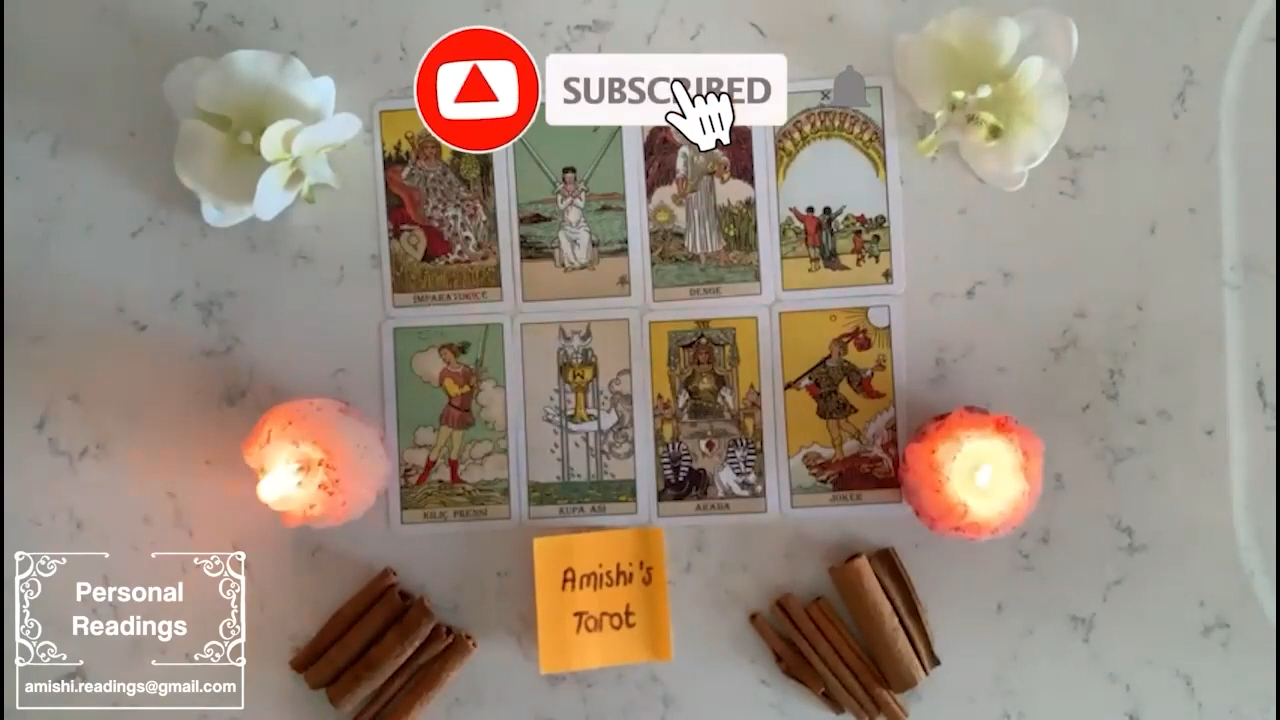 SUBSCRIBED
X
İMPARATORİÇE
DENGE
KILIÇ PRENSİ
KUPA ASI
ARABA
JOKER
Amishi's
Tarot
Personal
Readings
amishi.readings@gmail.com